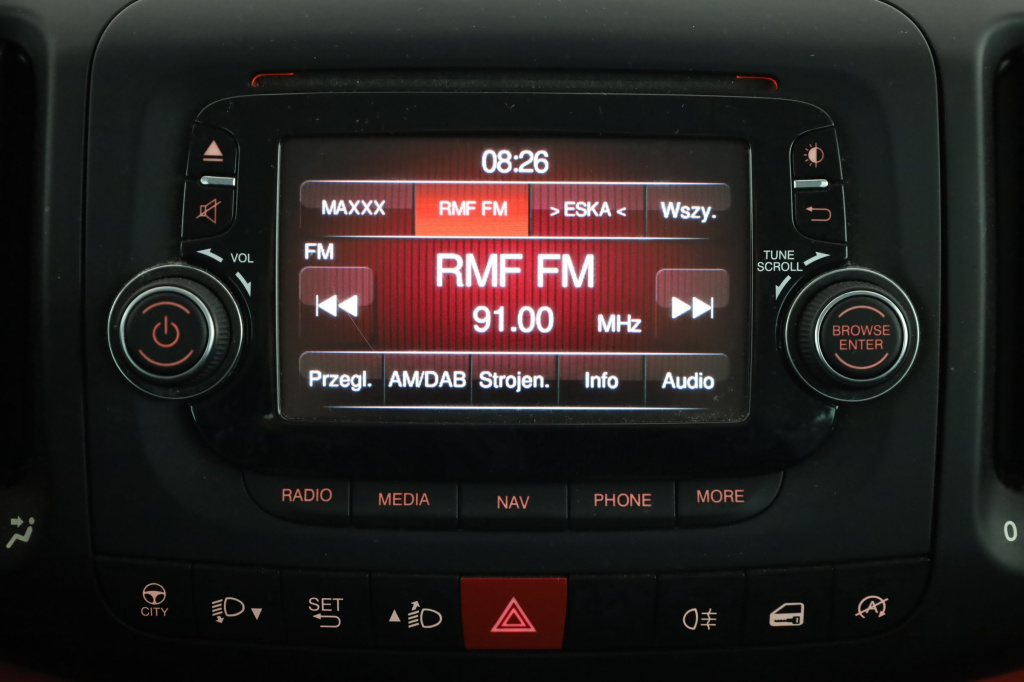 08:26
MAXXX RMF FM > ESKA < Wszy.
FM
RMF FM
91.00 MHz
Przegl. AM/DAB Strojen. Info Audio
VOL
TUNE
SCROLL
BROWSE
ENTER
RADIO MEDIA NAV PHONE MORE
CITY
SET
A
0